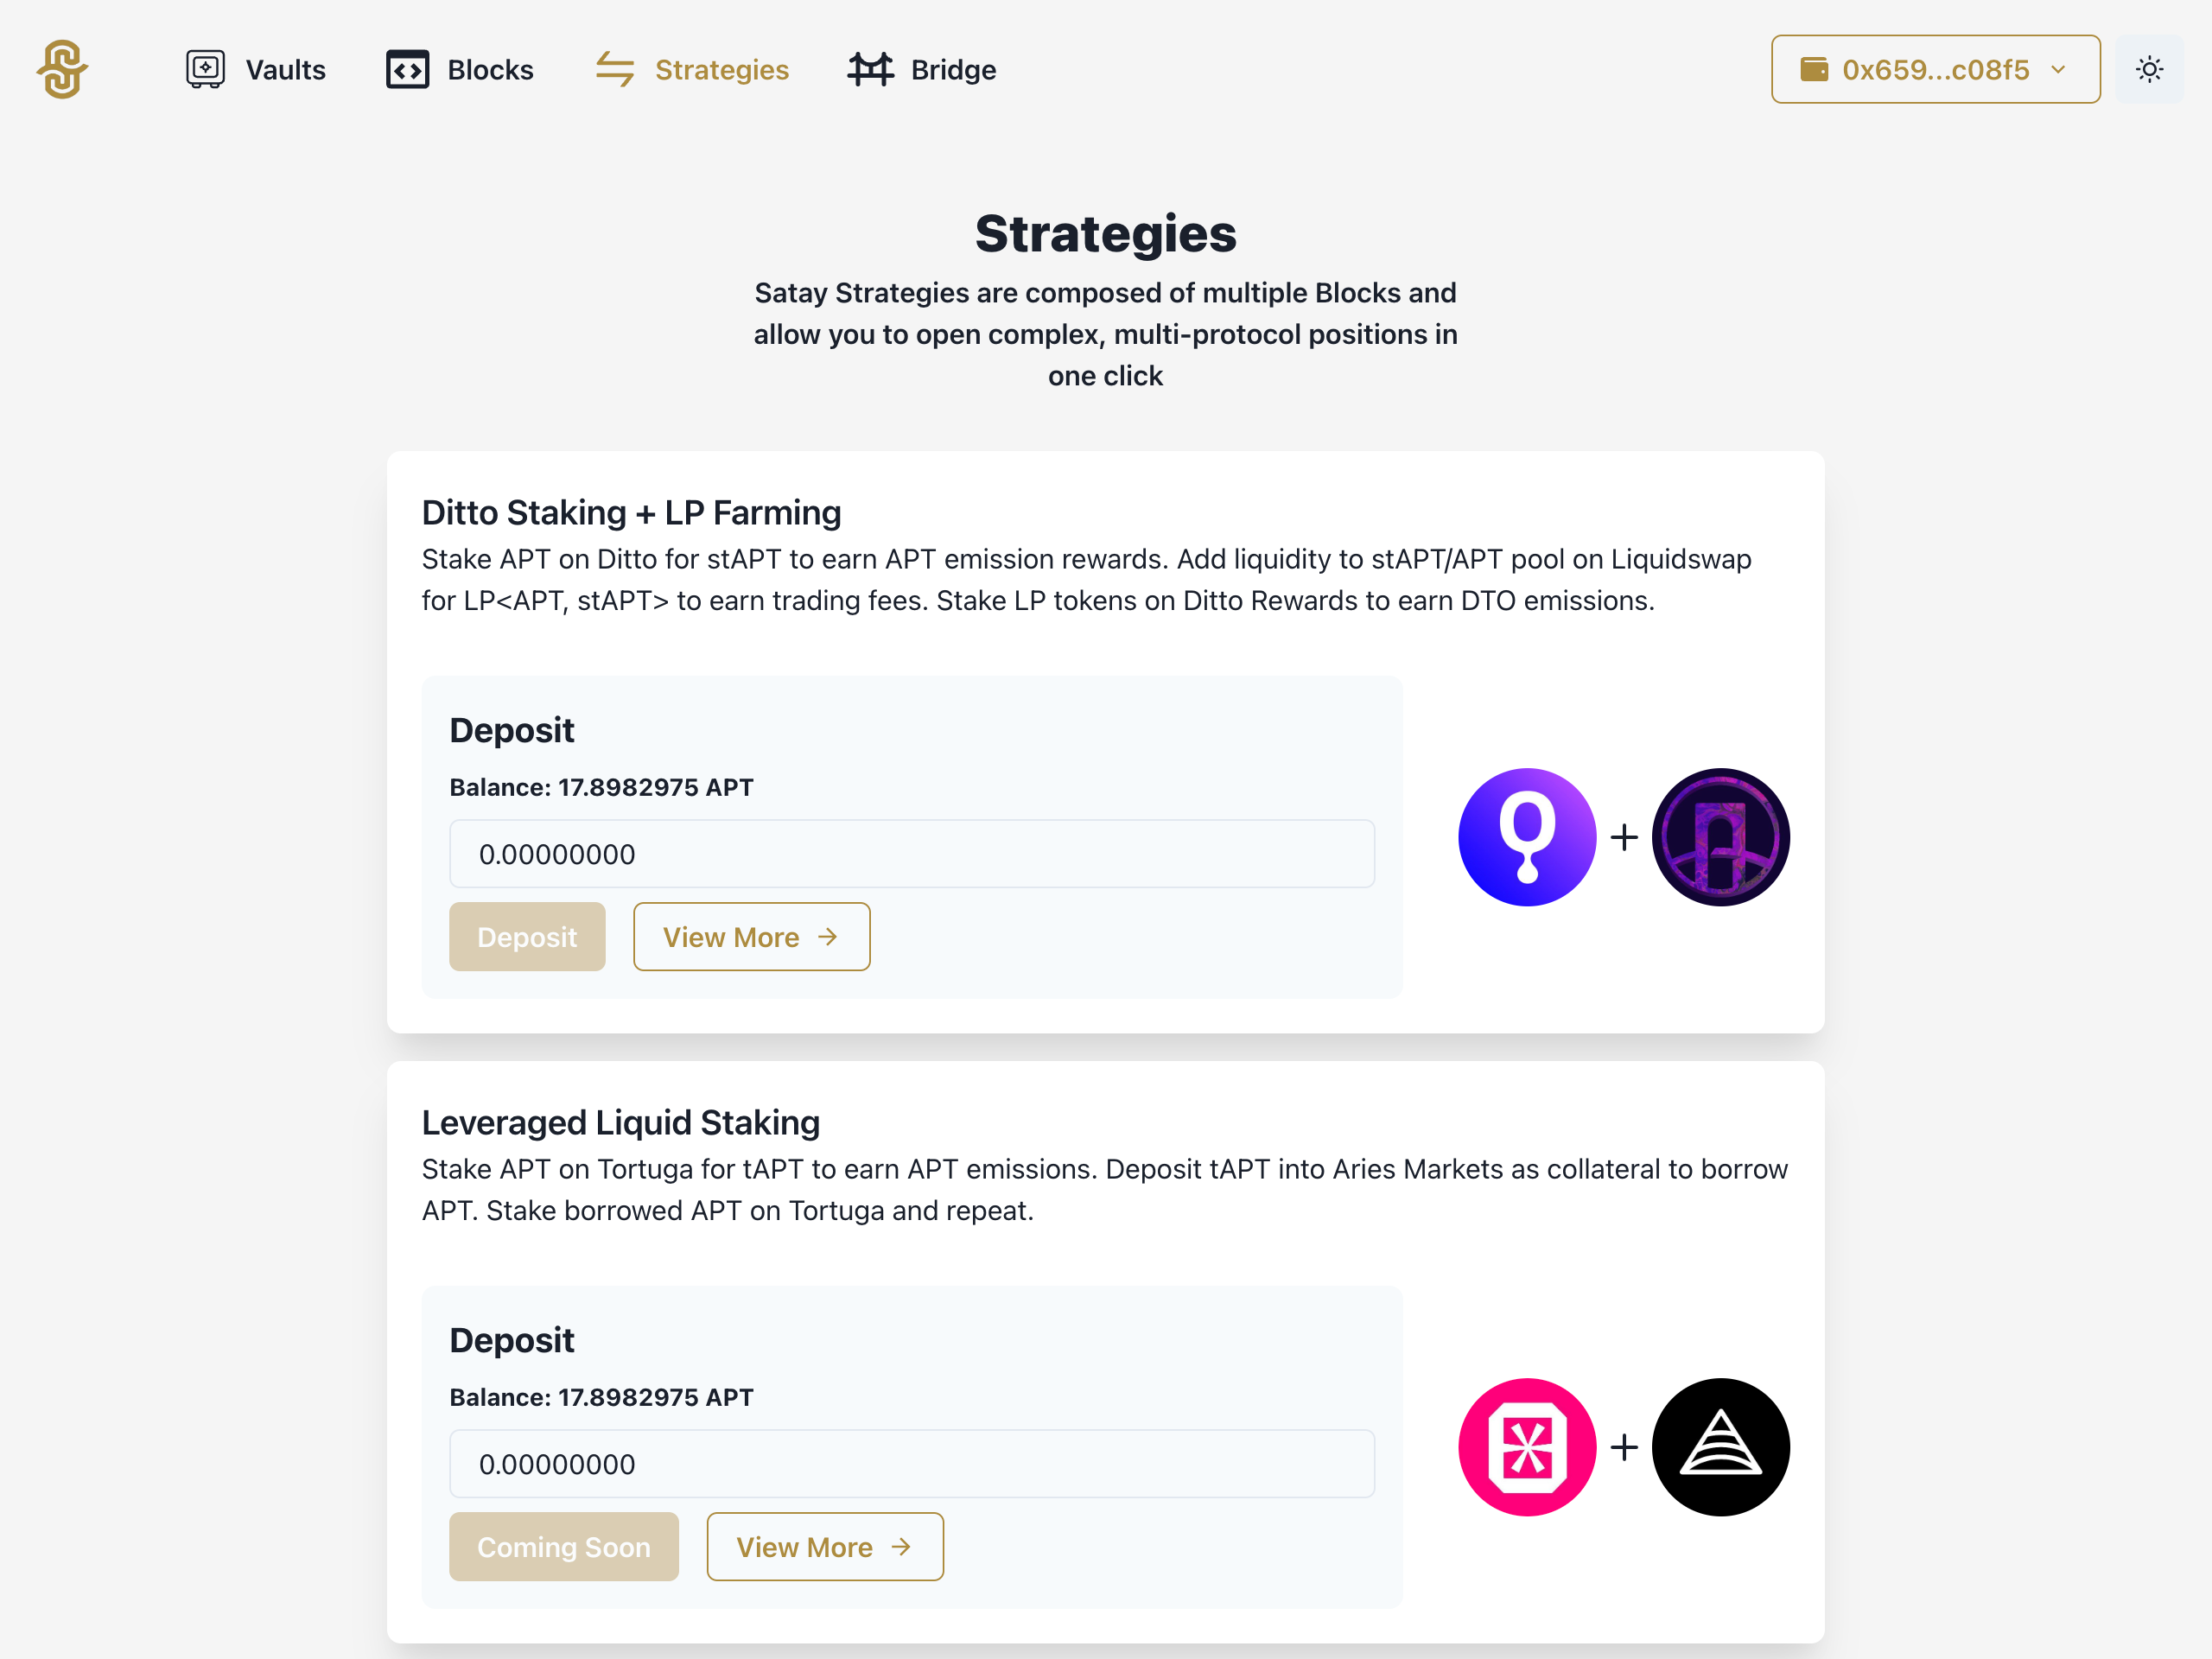 Vaults
Blocks
Strategies
Bridge
0x659...c08f5
Strategies
Satay Strategies are composed of multiple Blocks and
allow you to open complex, multi-protocol positions in
one click
Ditto Staking + LP Farming
Stake APT on Ditto for stAPT to earn APT emission rewards. Add liquidity to stAPT/APT pool on Liquidswap
for LP<APT, stAPT> to earn trading fees. Stake LP tokens on Ditto Rewards to earn DTO emissions.
Deposit
Balance: 17.8982975 APT
0.00000000
Deposit
View More
Leveraged Liquid Staking
Stake APT on Tortuga for tAPT to earn APT emissions. Deposit tAPT into Aries Markets as collateral to borrow
APT. Stake borrowed APT on Tortuga and repeat.
Deposit
Balance: 17.8982975 APT
0.00000000
Coming Soon
View More